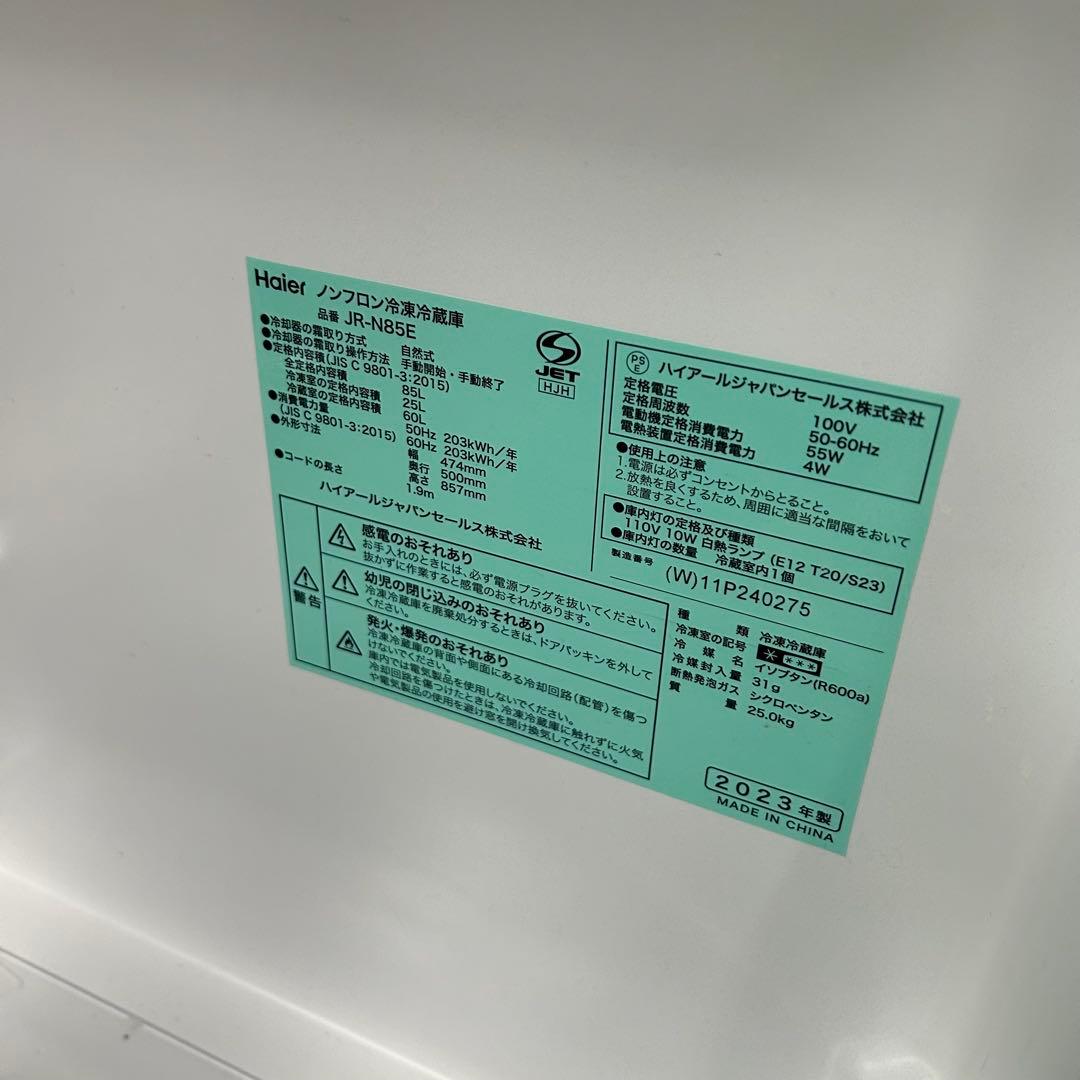 Haier ノンフロン冷凍冷蔵庫
品番 JR-N85E
●冷却器の霜取り方式 自然式
●冷却器の霜取り操作方法 手動開始・手動終了
●定格内容積(JIS C 9801-3:2015)
全定格内容積 85L
冷凍室の定格内容積 25L
冷蔵室の定格内容積 60L
●消費電力量 50Hz 203kWh/年
(JIS C 9801-3:2015) 60Hz 203kWh/年
●外形寸法 幅 474mm
奥行 500mm
高さ 857mm
●コードの長さ 1.9m
ハイアールジャパンセールス株式会社
JET
HJH
警告
感電のおそれあり
お手入れのときには、必ず電源プラグを抜いてください。
抜かずに作業すると感電のおそれがあります。
幼児の閉じ込みのおそれあり
冷凍冷蔵庫を廃棄処分するときは、ドアパッキンを外して
ください。
発火・爆発のおそれあり
冷凍冷蔵庫の背面や側面にある冷却回路(配管)を傷つ
けないでください。
庫内では電気製品を使用しないでください。
冷却回路を傷つけたときは、冷凍冷蔵庫に触れずに火気
や電気製品の使用を避け窓を開け換気してください。
PS
E
ハイアールジャパンセールス株式会社
定格電圧 100V
定格周波数 50-60Hz
電動機定格消費電力 55W
電熱装置定格消費電力 4W
●使用上の注意
1.電源は必ずコンセントからとること。
2.放熱を良くするため、周囲に適当な間隔をおいて
設置すること。
●庫内灯の定格及び種類
110V 10W 白熱ランプ (E12 T20/S23)
●庫内灯の数量 冷蔵室内1個
製造番号 (W)11P240275
種類 冷凍冷蔵庫
冷凍室の記号 * ***
冷媒名 イソブタン(R600a)
冷媒封入量 31g
断熱発泡ガス シクロペンタン
質量 25.0kg
2023年製
MADE IN CHINA